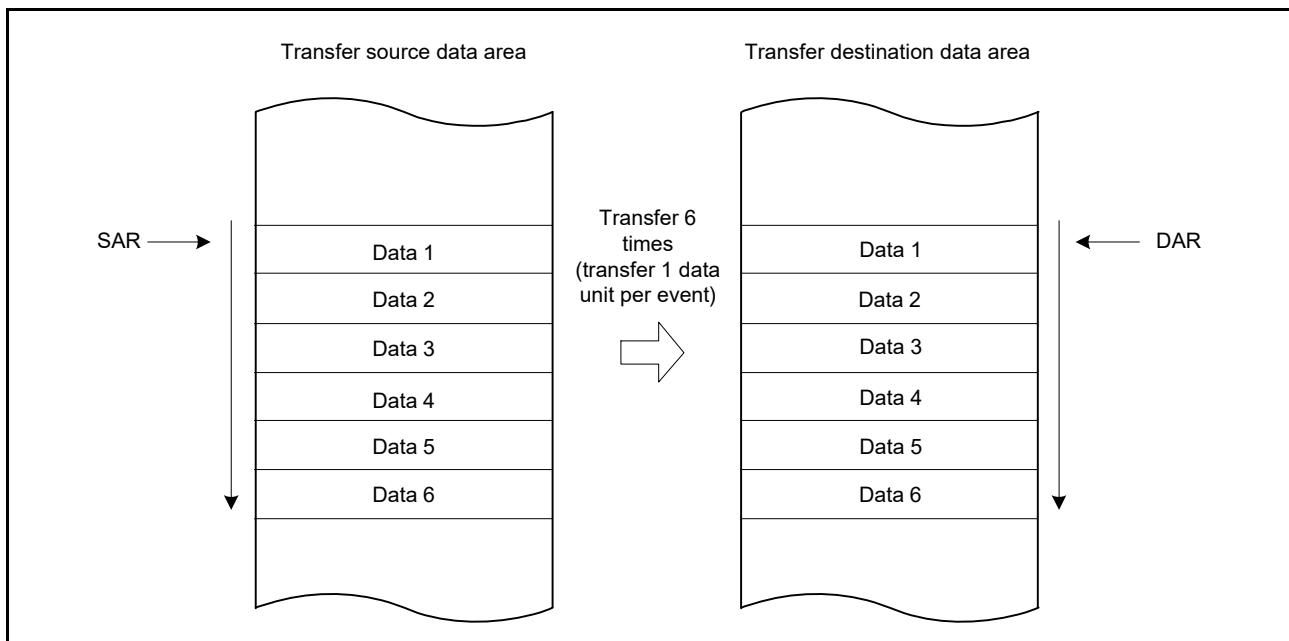 Transfer source data area
Transfer destination data area
SAR
Data 1
Data 2
Data 3
Data 4
Data 5
Data 6
Transfer 6
times
(transfer 1 data
unit per event)
Data 1
Data 2
Data 3
Data 4
Data 5
Data 6
DAR